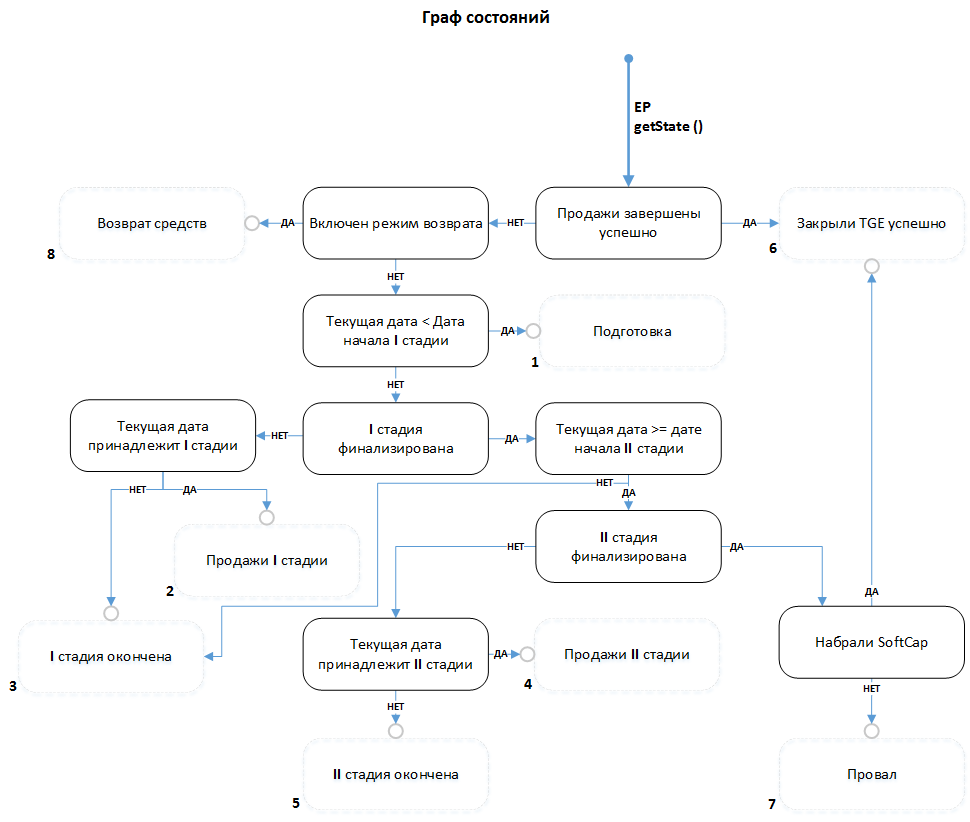 Граф состояний
EP
getState ()
Возврат средств
8
ДА
Включен режим возврата
НЕТ
Продажи завершены
успешно
ДА
Закрыли TGE успешно
6
НЕТ
Текущая дата < Дата
начала I стадии
ДА
Подготовка
1
НЕТ
Текущая дата
принадлежит I стадии
НЕТ
I стадия
финализирована
ДА
Текущая дата >= дате
начала II стадии
НЕТ
ДА
НЕТ
ДА
Продажи I стадии
2
II стадия
финализирована
НЕТ
ДА
ДА
I стадия окончена
3
Текущая дата
принадлежит II стадии
ДА
Продажи II стадии
4
Набрали SoftCap
НЕТ
НЕТ
II стадия окончена
5
Провал
7